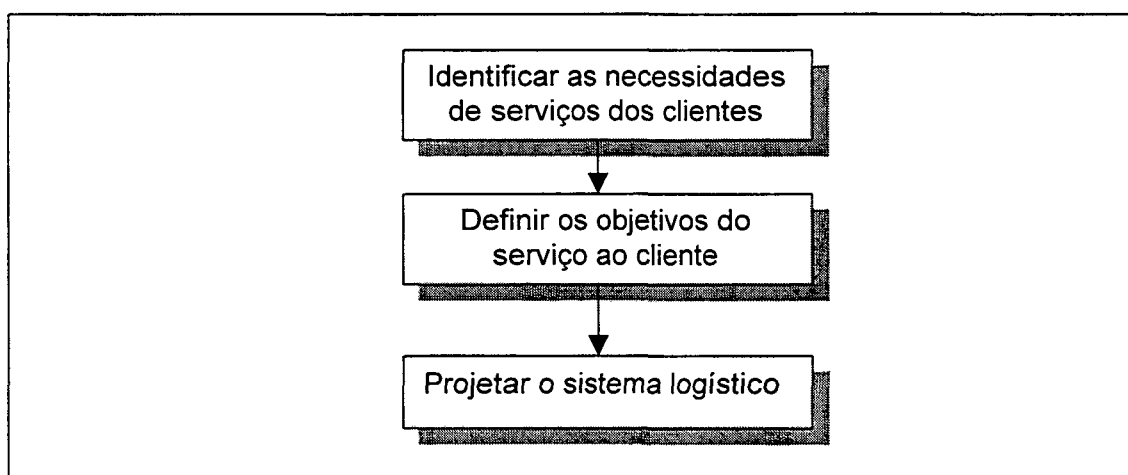 Identificar as necessidades
de serviços dos clientes
Definir os objetivos do
serviço ao cliente
Projetar o sistema logístico